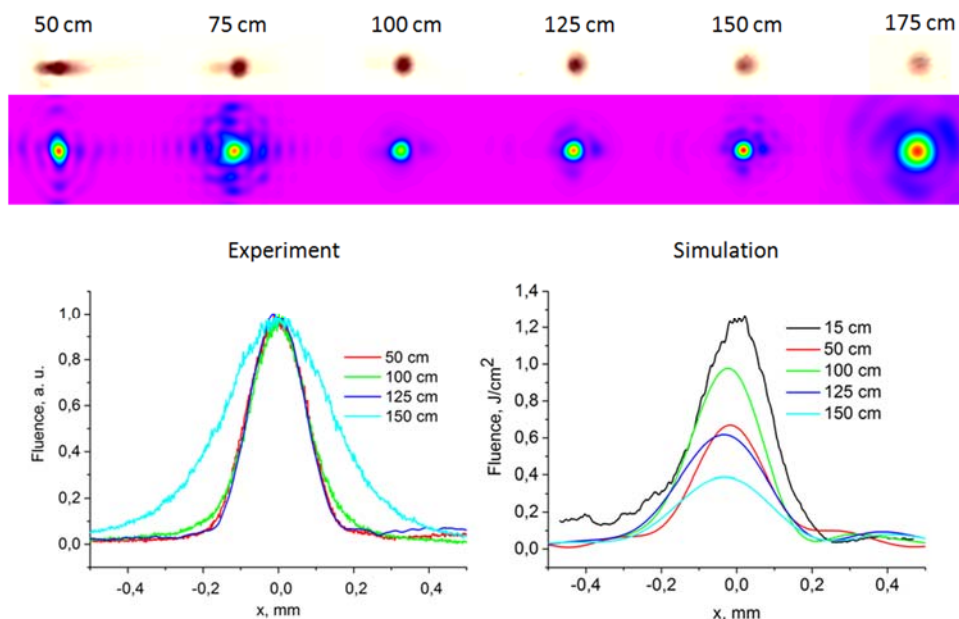 50 cm 75 cm 100 cm 125 cm 150 cm 175 cm
Experiment
Simulation
Fluence, a. u.
1,0
0,8
0,6
0,4
0,2
0,0
50 cm
100 cm
125 cm
150 cm
-0,4 -0,2 0,0 0,2 0,4
x, mm
Fluence, J/cm²
1,4
1,2
1,0
0,8
0,6
0,4
0,2
0,0
15 cm
50 cm
100 cm
125 cm
150 cm
-0,4 -0,2 0,0 0,2 0,4
x, mm